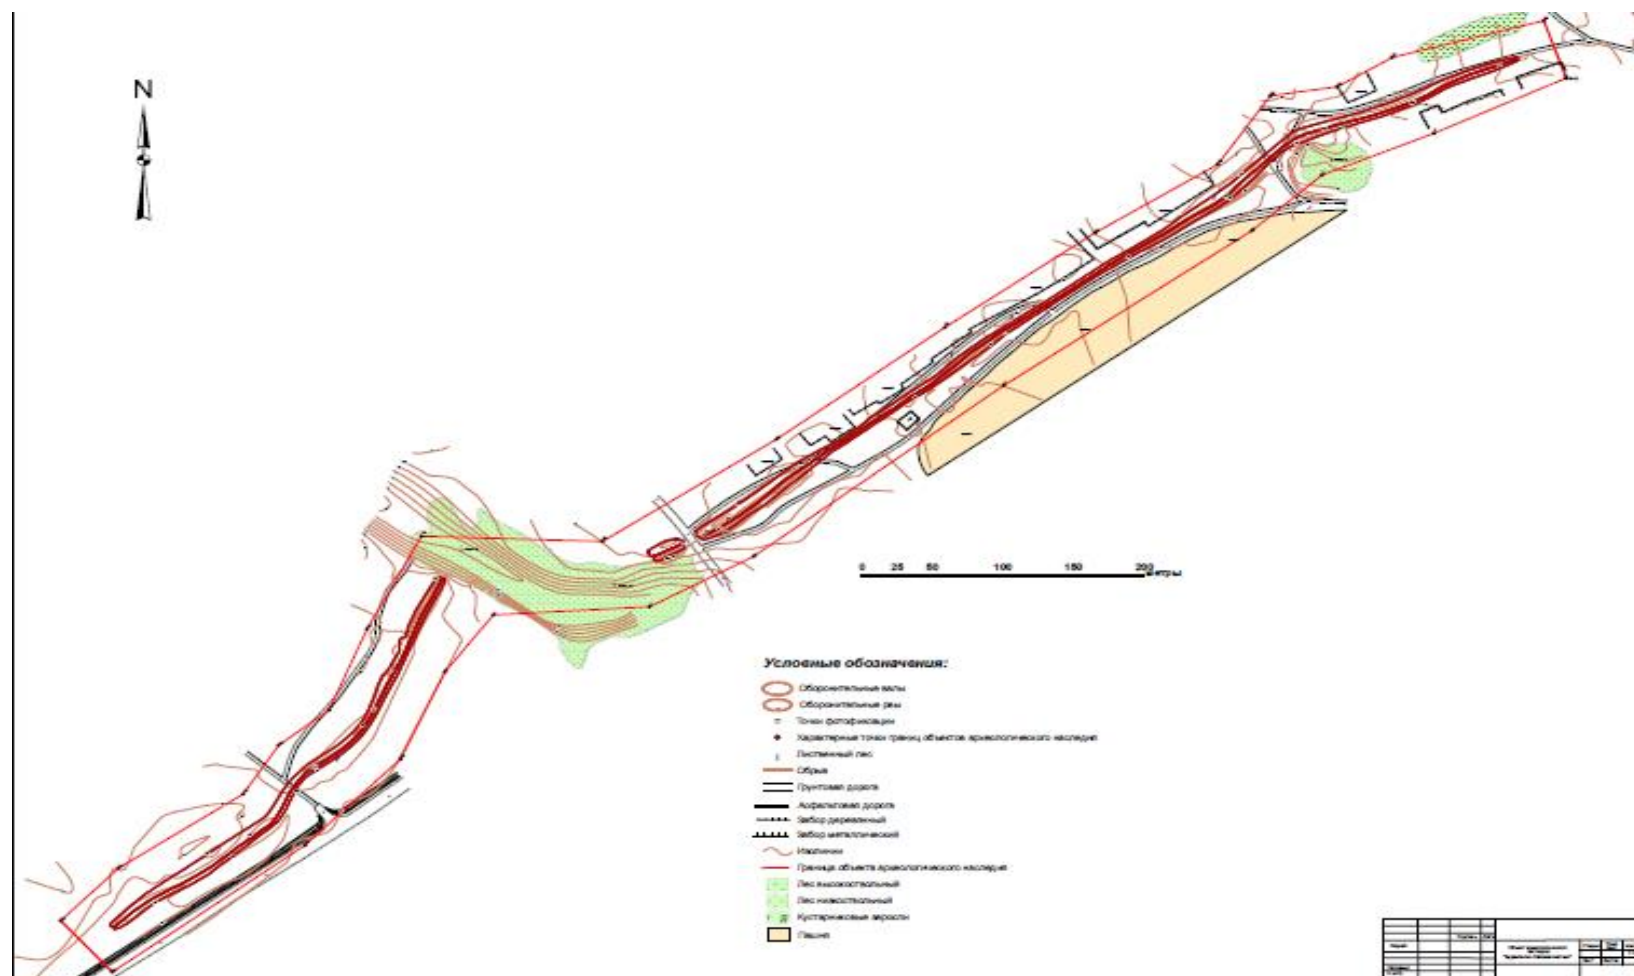 N
0 25 50 100 150 200
метры
Условные обозначения:
Оборонительные валы
Оборонительные рвы
Точки фотофиксации
Характерные точки границ объектов археологического наследия
Лиственный лес
Обрыв
Грунтовая дорога
Асфальтовая дорога
Забор деревянный
Забор металлический
Изолинии
Граница объекта археологического наследия
Лес высокоствольный
Лес низкоствольный
Кустарниковые заросли
Пашня